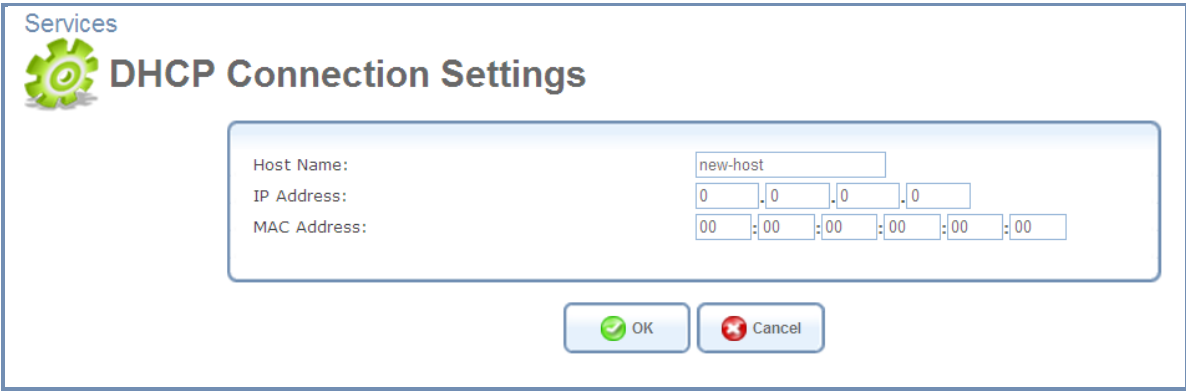 Services
DHCP Connection Settings
Host Name: new-host
IP Address: 0 . 0 . 0 . 0
MAC Address: 00 : 00 : 00 : 00 : 00 : 00
OK Cancel